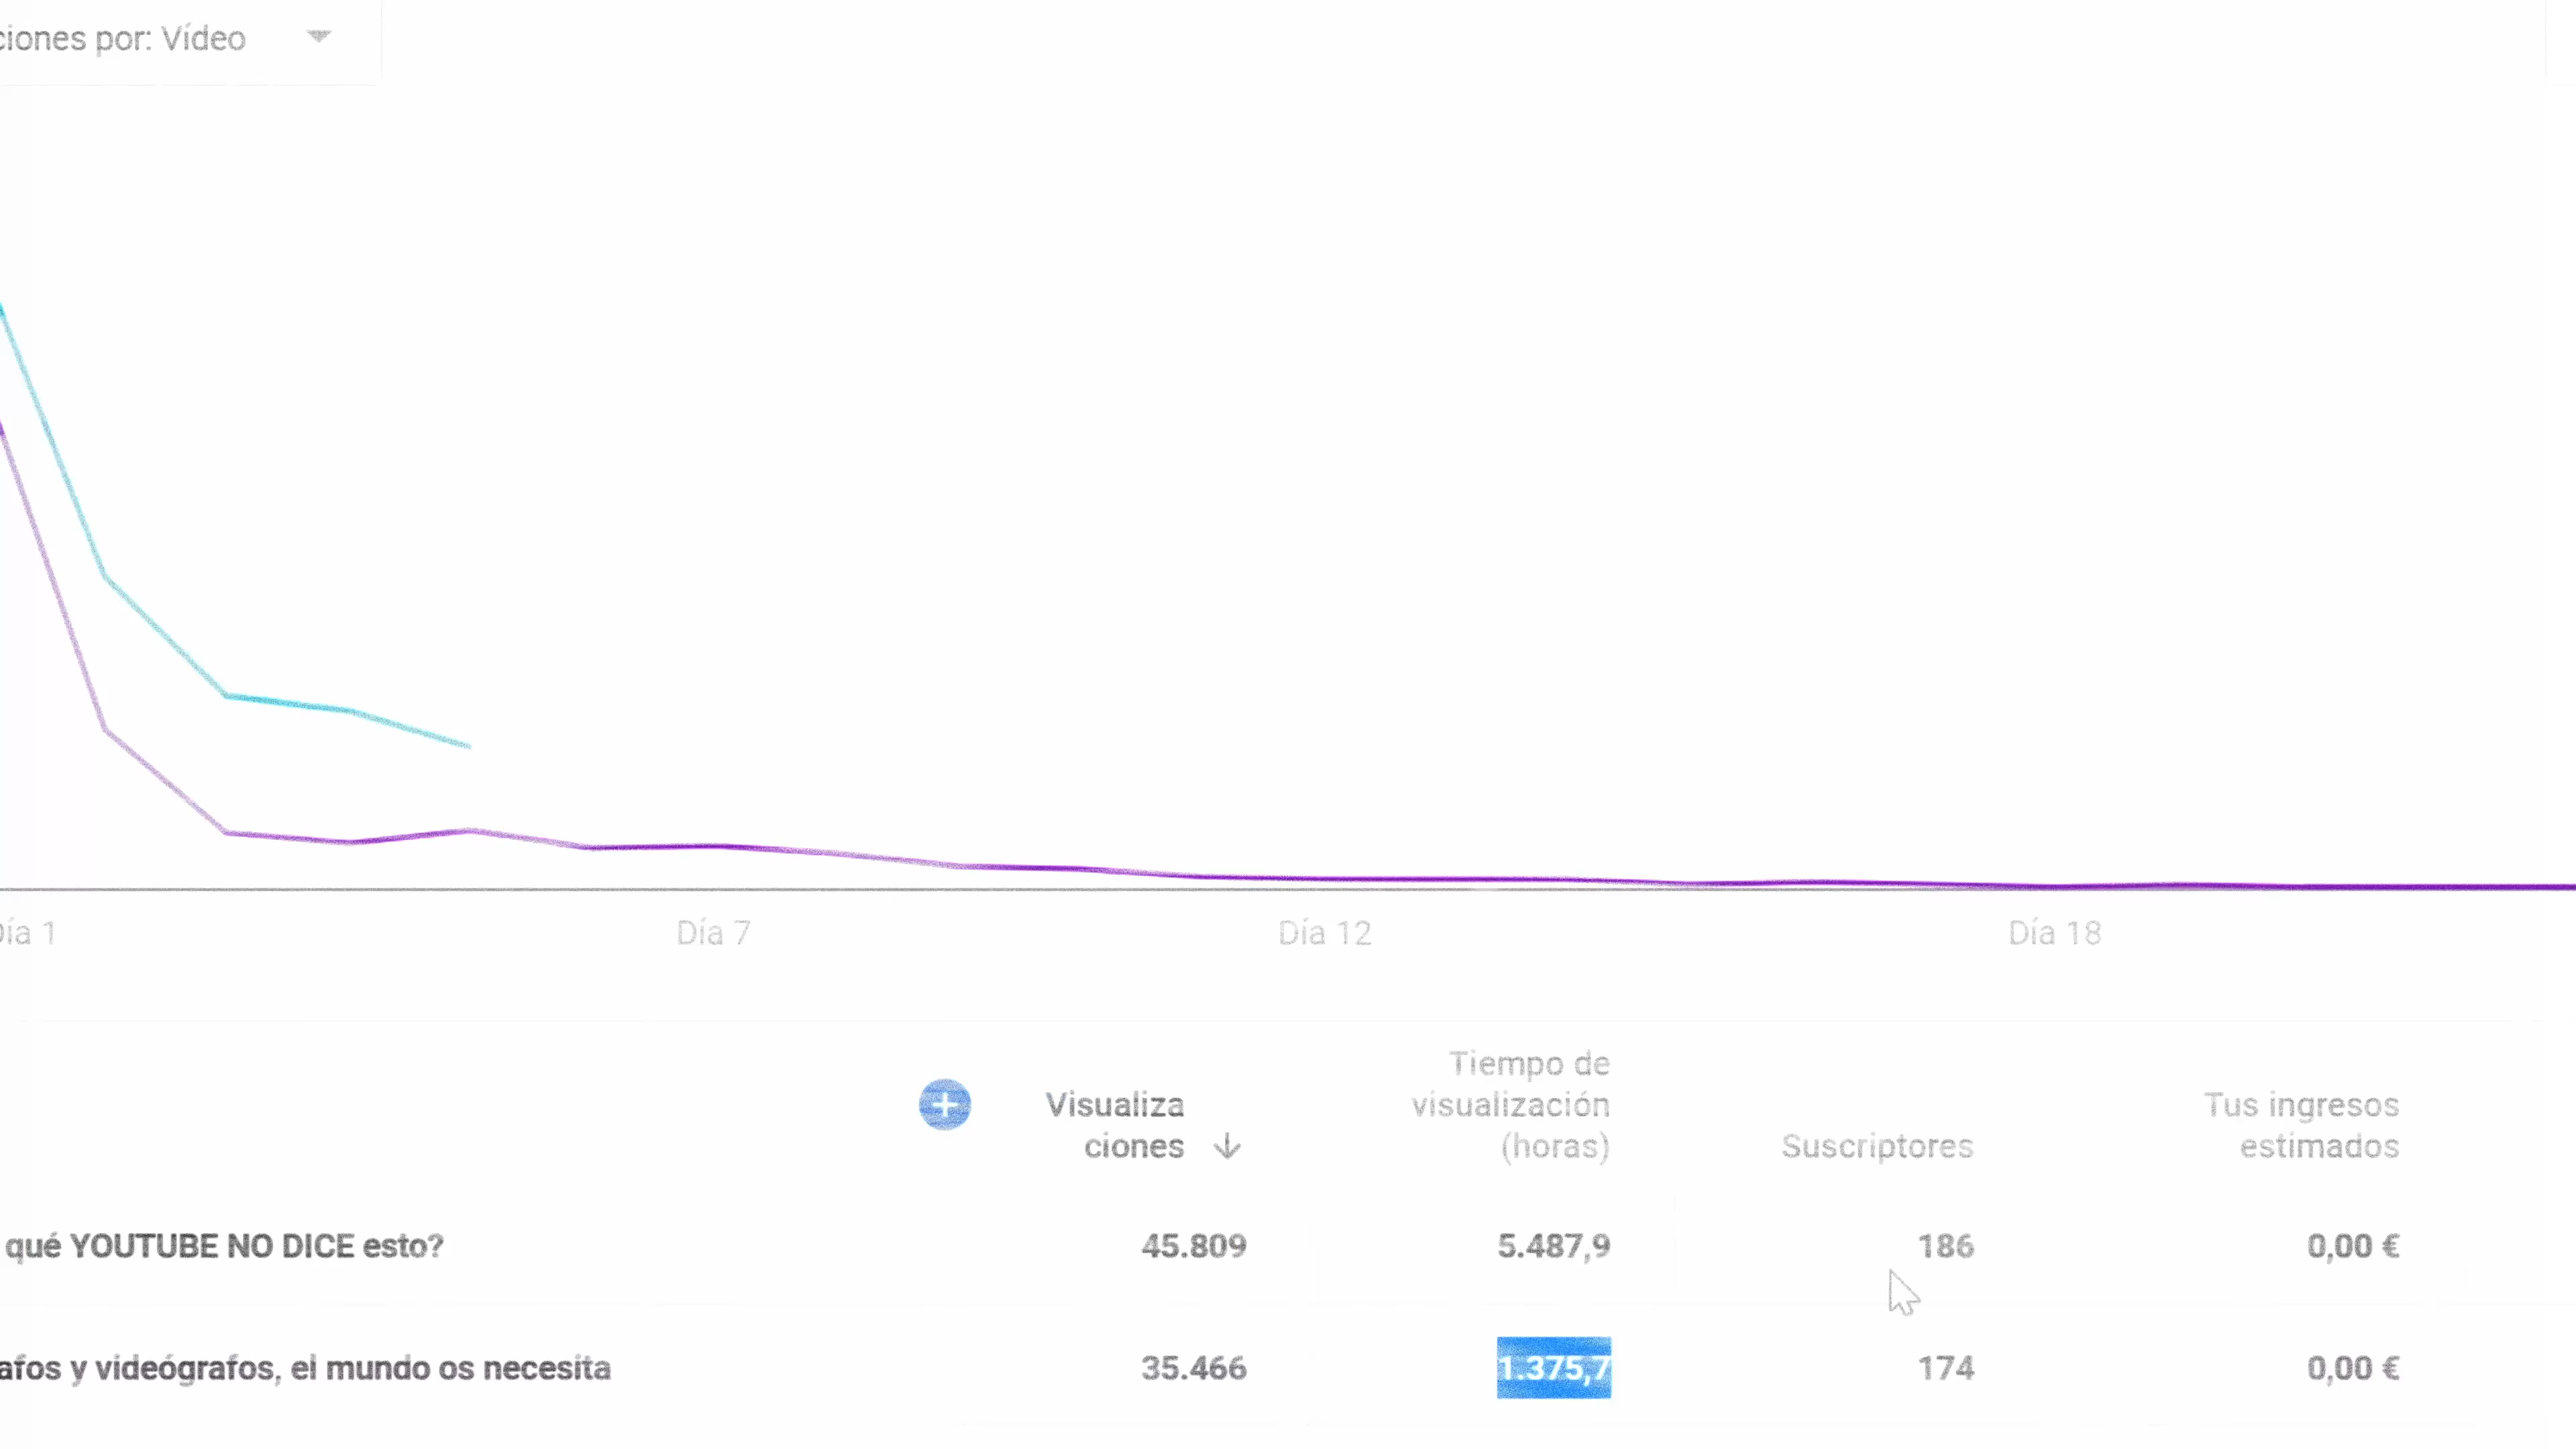 ciones por: Vídeo
Día 1
Día 7
Día 12
Día 18
Visualiza
ciones
Tiempo de
visualización
(horas)
Suscriptores
Tus ingresos
estimados
qué YOUTUBE NO DICE esto?
45.809
5.487,9
186
0,00 €
afos y videógrafos, el mundo os necesita
35.466
1.375,7
174
0,00 €